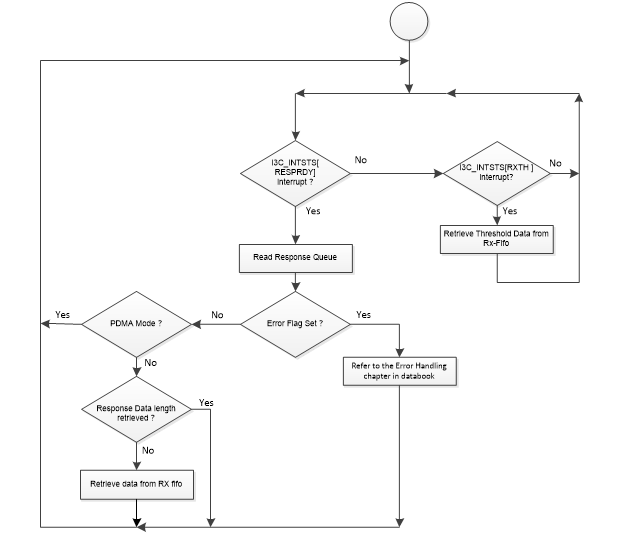 I3C_INTSTS[
RESPRDY]
Interrupt ?
No
I3C_INTSTS[RXTH ]
Interrupt?
No
Yes
Yes
Retrieve Threshold Data from
Rx-Fifo
Read Response Queue
Yes
PDMA Mode ?
No
Error Flag Set ?
Yes
No
Refer to the Error Handling
chapter in databook
Response Data length
retrieved ?
Yes
No
Retrieve data from RX fifo